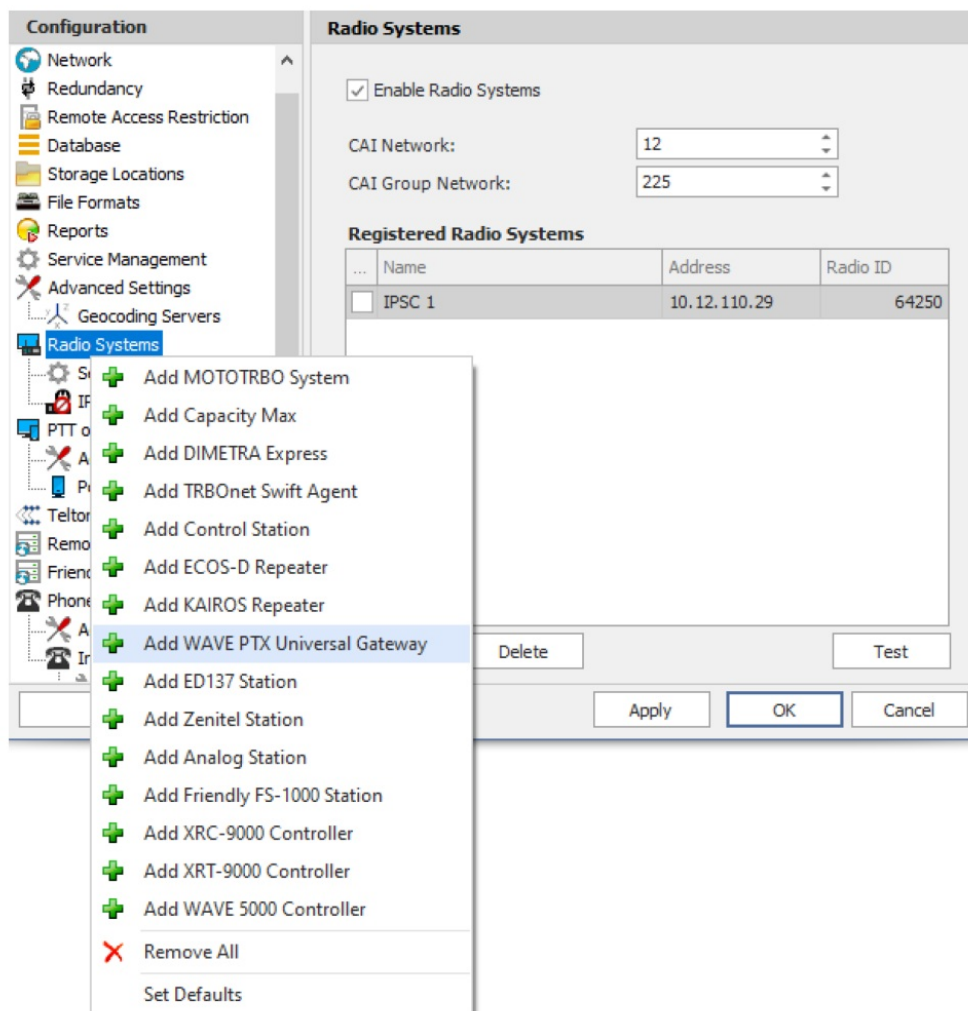 Configuration
Network
Redundancy
Remote Access Restriction
Database
Storage Locations
File Formats
Reports
Service Management
Advanced Settings
Geocoding Servers
Radio Systems
PTT o
Radio Systems
Enable Radio Systems
CAI Network: 12
CAI Group Network: 225
Registered Radio Systems
... Name Address Radio ID
IPSC 1 10.12.110.29 64250
Add MOTOTRBO System
Add Capacity Max
Add DIMETRA Express
Add TRBOnet Swift Agent
Add Control Station
Add ECOS-D Repeater
Add KAIROS Repeater
Add WAVE PTX Universal Gateway
Add ED137 Station
Add Zenitel Station
Add Analog Station
Add Friendly FS-1000 Station
Add XRC-9000 Controller
Add XRT-9000 Controller
Add WAVE 5000 Controller
Remove All
Set Defaults
Phone
Delete
Test
Apply
OK
Cancel